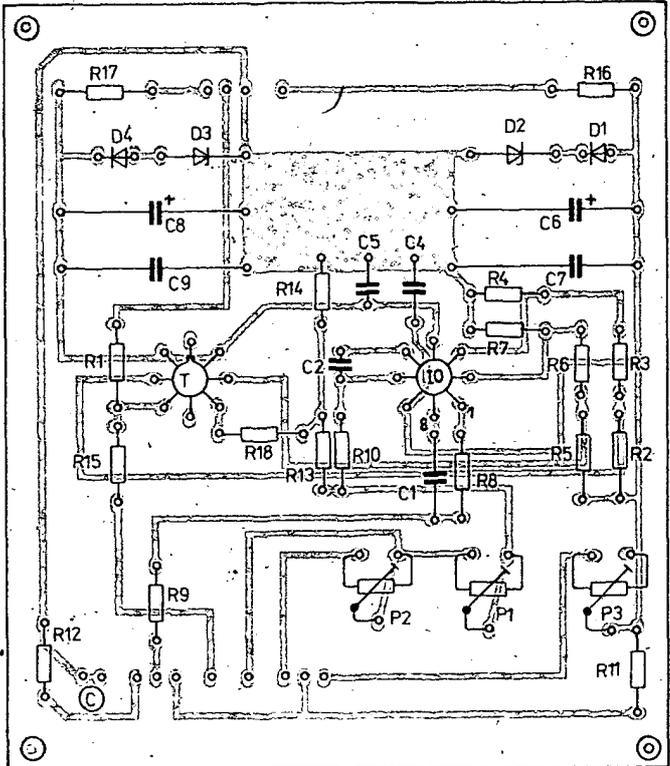 R17
R16
D4
D3
D2
D1
+
C8
C6
+
C9
C5
C4
C7
R14
R4
R7
R1
T
C2
IO
R6
R3
8
1
R18
R15
R13
R10
R5
R2
C1
R8
R9
P2
P1
P3
R12
R11
C